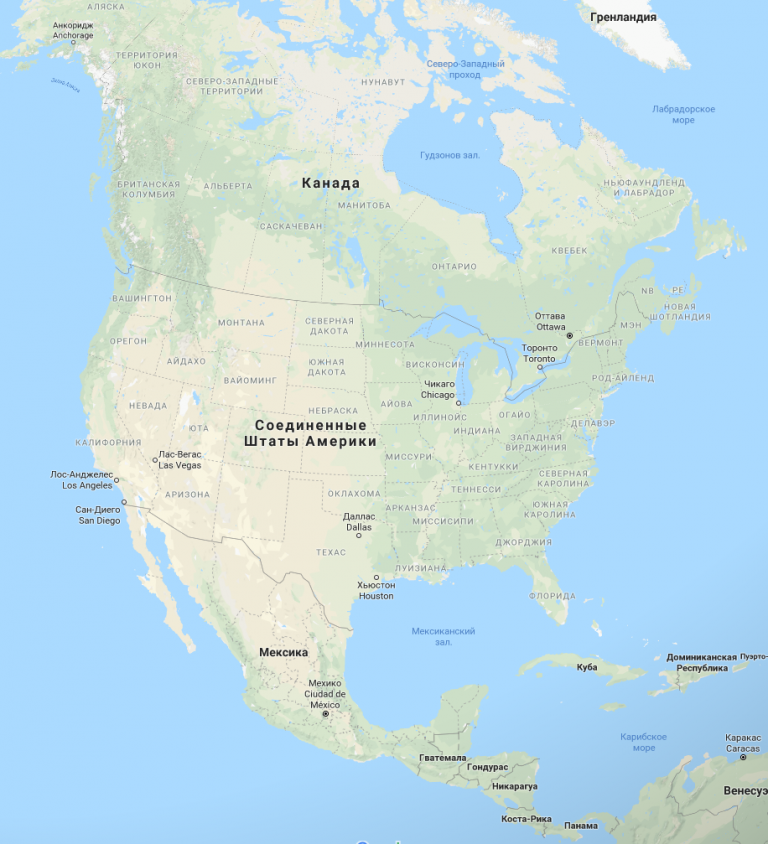 АЛЯСКА
Гренландия
Анкоридж
Anchorage
ТЕРРИТОРИЯ
ЮКОН
СЕВЕРО-ЗАПАДНЫЕ
ТЕРРИТОРИИ
НУНАВУТ
Северо-Западный
проход
Лабрадорское
море
Гудзонов зал.
Канада
БРИТАНСКАЯ
КОЛУМБИЯ
АЛЬБЕРТА
НЬЮФАУНДЛЕНД
И ЛАБРАДОР
МАНИТОБА
САСКАЧЕВАН
КВЕБЕК
ОНТАРИО
NB
PE
НОВАЯ
ШОТЛАНДИЯ
ВАШИНГТОН
МОНТАНА
СЕВЕРНАЯ
ДАКОТА
Оттава
Ottawa
МЭН
ОРЕГОН
МИННЕСОТА
ВЕРМОНТ
Торонто
Toronto
АЙДАХО
ЮЖНАЯ
ДАКОТА
ВИСКОНСИН
ВАЙОМИНГ
Чикаго
Chicago
РОД-АЙЛЕНД
НЕВАДА
НЕБРАСКА
АЙОВА
ИЛЛИНОЙС
ОГАЙО
ДЕЛАВЭР
ЮТА
Соединенные
Штаты Америки
ИНДИАНА
ЗАПАДНАЯ
ВИРДЖИНИЯ
КАЛИФОРНИЯ
Лас-Вегас
Las Vegas
МИССУРИ
КЕНТУККИ
Лос-Анджелес
Los Angeles
СЕВЕРНАЯ
КАРОЛИНА
АРИЗОНА
ОКЛАХОМА
ТЕННЕССИ
Сан-Диего
San Diego
АРКАНЗАС
ЮЖНАЯ
КАРОЛИНА
Даллас
Dallas
МИССИСИПИ
ДЖОРДЖИЯ
ТЕХАС
ЛУИЗИАНА
Хьюстон
Houston
ФЛОРИДА
Мексиканский
зал.
Мексика
Куба
Доминиканская
Республика
Пуэрто-
Мехико
Ciudad de
México
Карибское
море
Каракас
Caracas
Гватемала
Гондурас
Никарагуа
Венесуэ
Коста-Рика
Панама